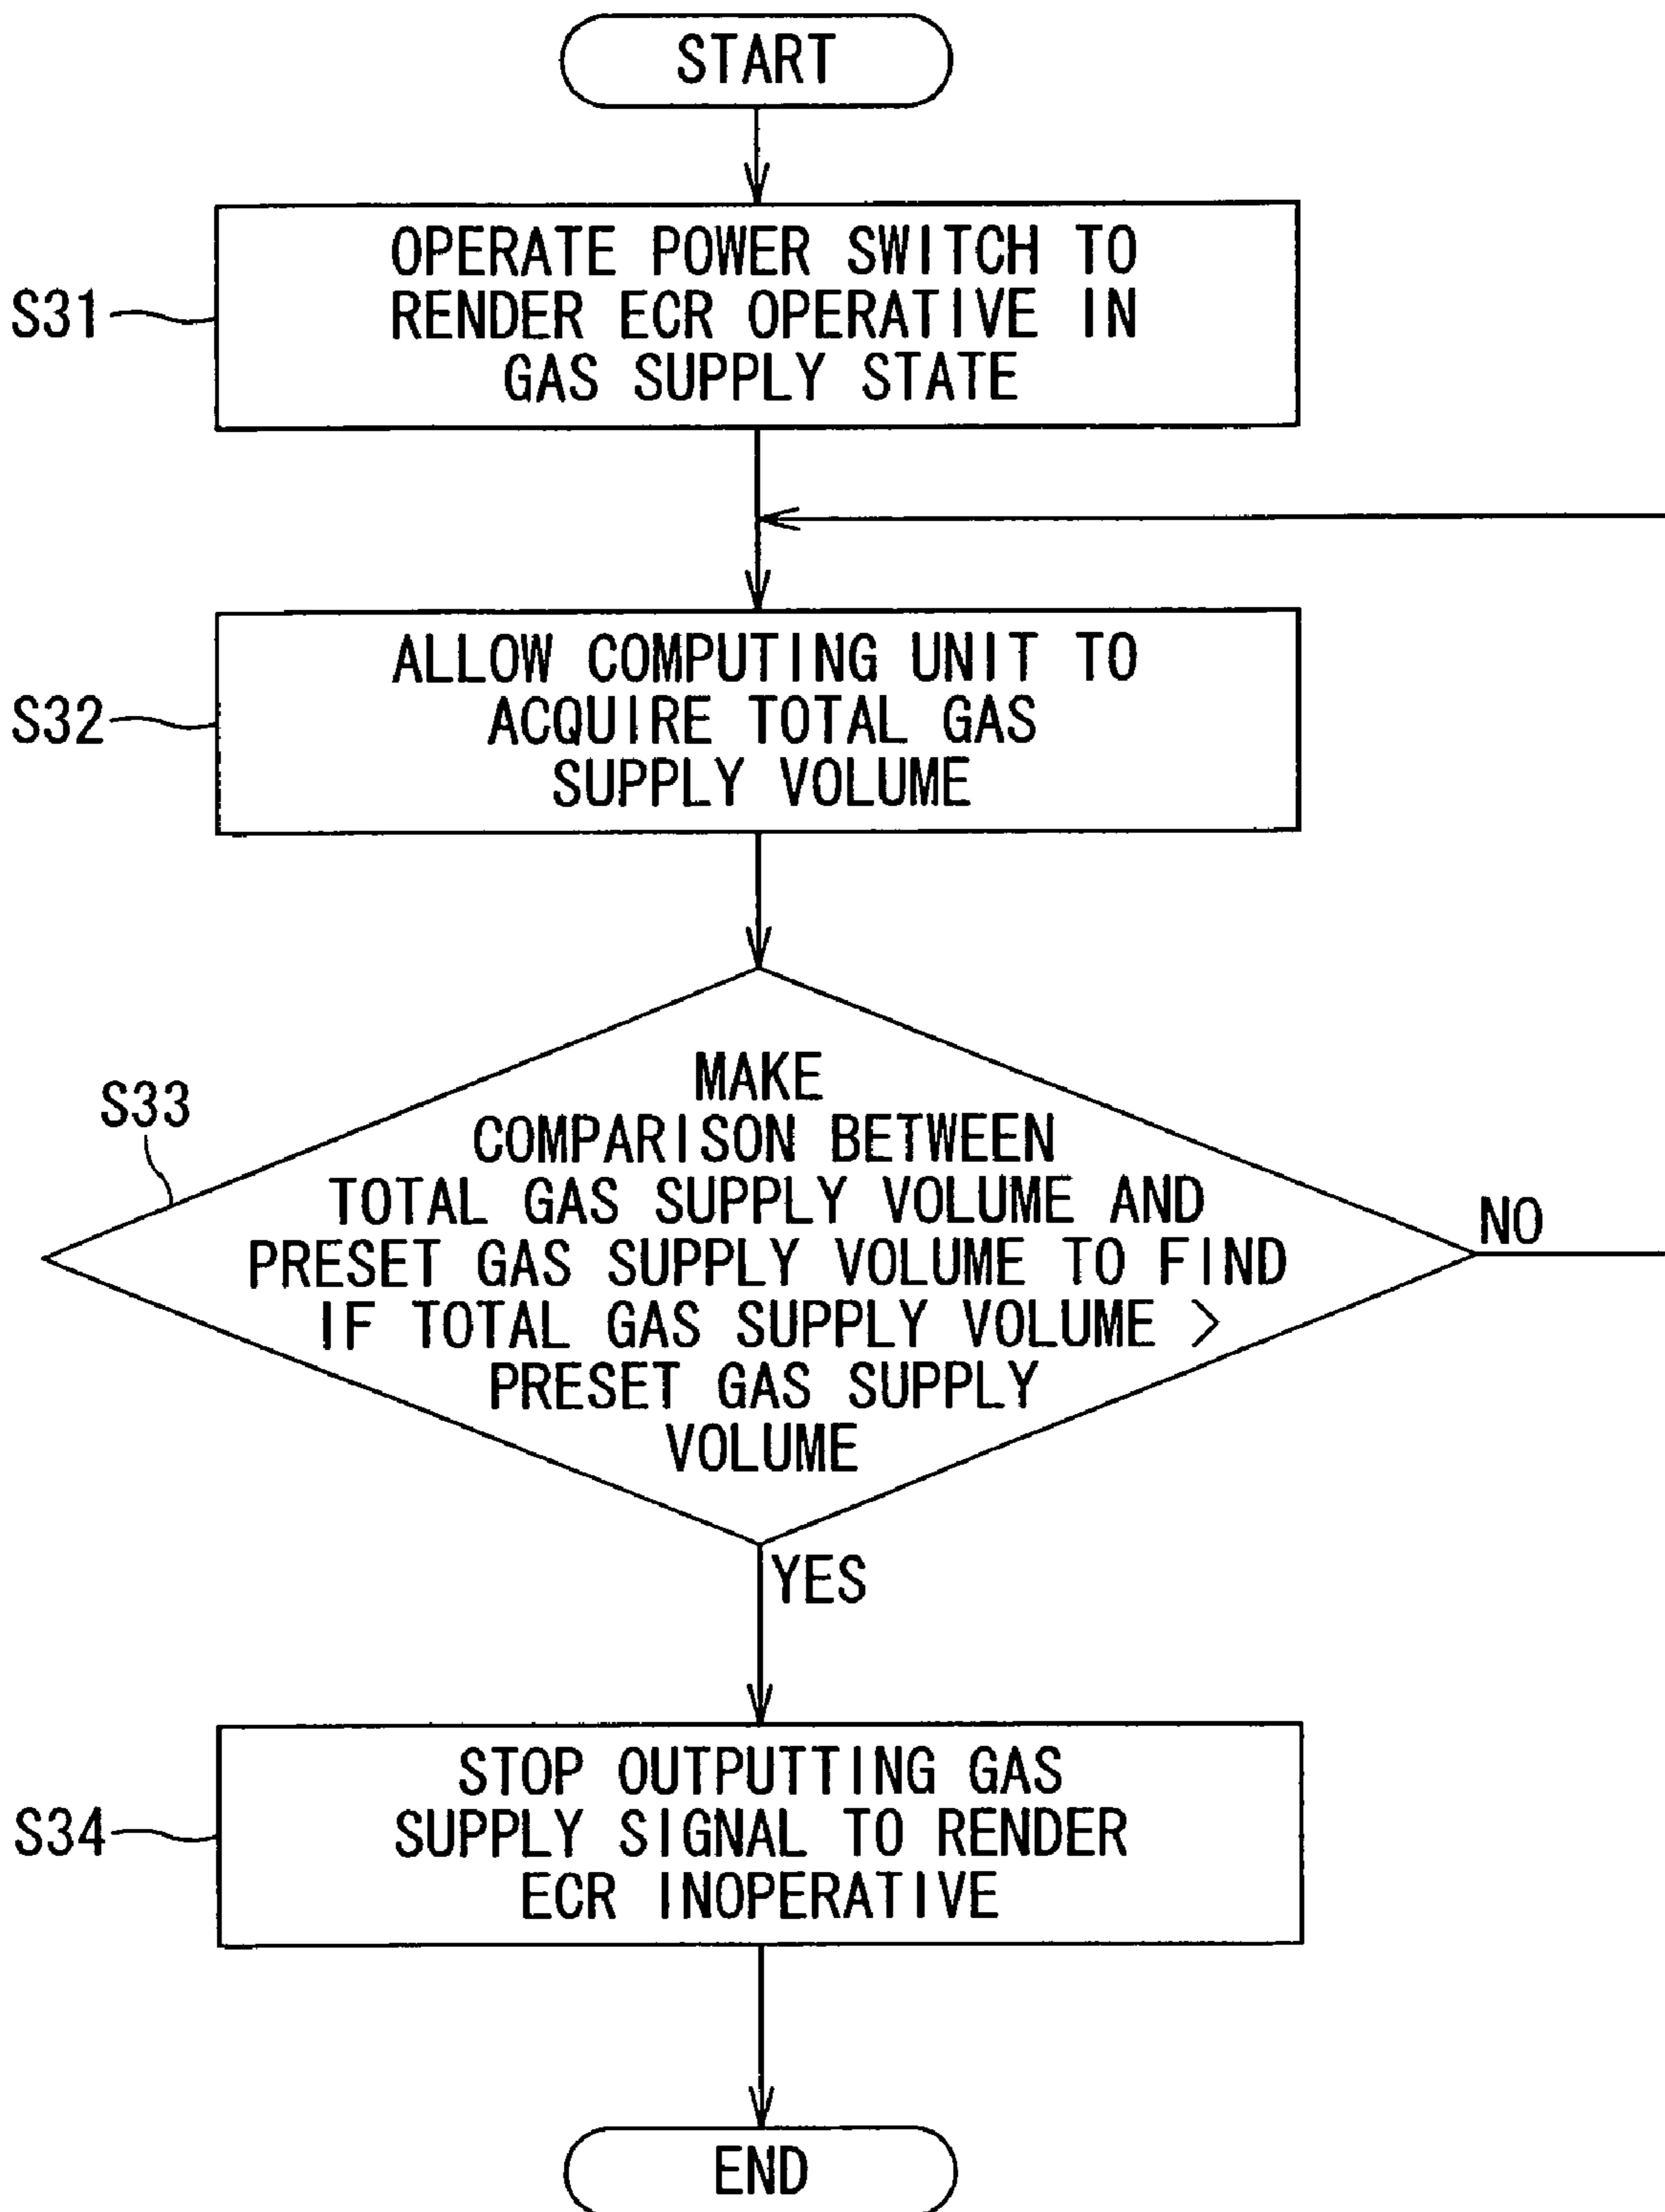 START
S31
OPERATE POWER SWITCH TO
RENDER ECR OPERATIVE IN
GAS SUPPLY STATE
S32
ALLOW COMPUTING UNIT TO
ACQUIRE TOTAL GAS
SUPPLY VOLUME
S33
MAKE
COMPARISON BETWEEN
TOTAL GAS SUPPLY VOLUME AND
PRESET GAS SUPPLY VOLUME TO FIND
IF TOTAL GAS SUPPLY VOLUME >
PRESET GAS SUPPLY
VOLUME
NO
YES
S34
STOP OUTPUTTING GAS
SUPPLY SIGNAL TO RENDER
ECR INOPERATIVE
END